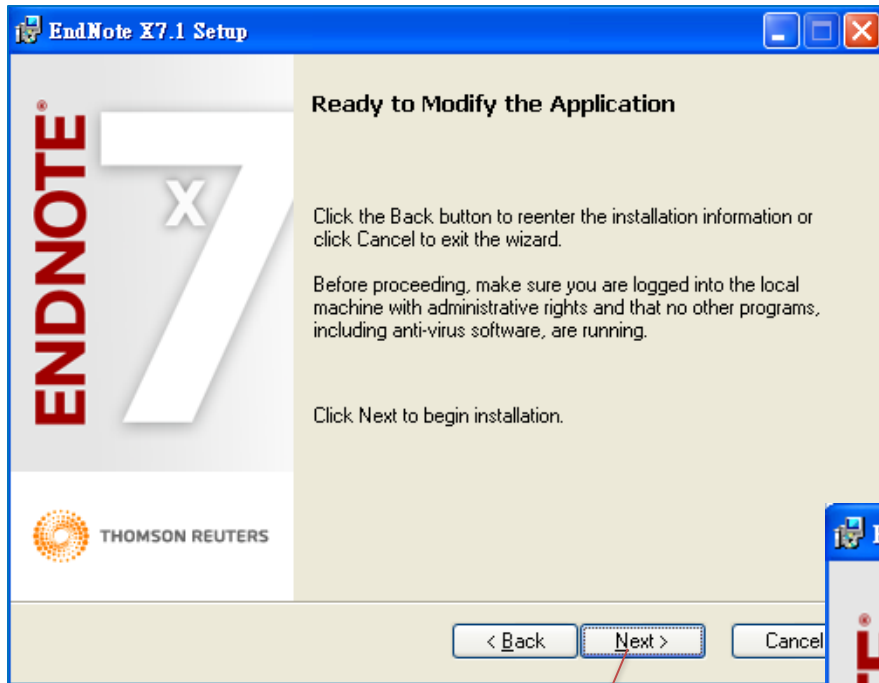 EndNote X7.1 Setup
ENDNOTE®
X7
Ready to Modify the Application
Click the Back button to reenter the installation information or
click Cancel to exit the wizard.
Before proceeding, make sure you are logged into the local
machine with administrative rights and that no other programs,
including anti-virus software, are running.
Click Next to begin installation.
THOMSON REUTERS
< Back
Next >
Cancel